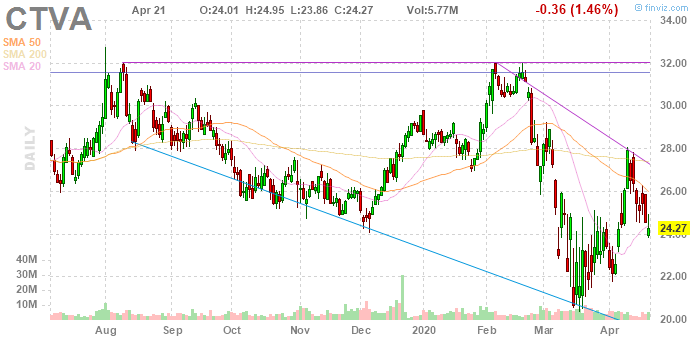 CTVA
Apr 21 O:24.01 H:24.95 L:23.86 C:24.27 Vol:5.77M -0.36 (1.46%)
© finviz.com
SMA 50
SMA 200
SMA 20
DAILY
34.00
32.00
30.00
28.00
26.00
24.27
24.00
22.00
20.00
40M
30M
20M
10M
Aug Sep Oct Nov Dec 2020 Feb Mar Apr